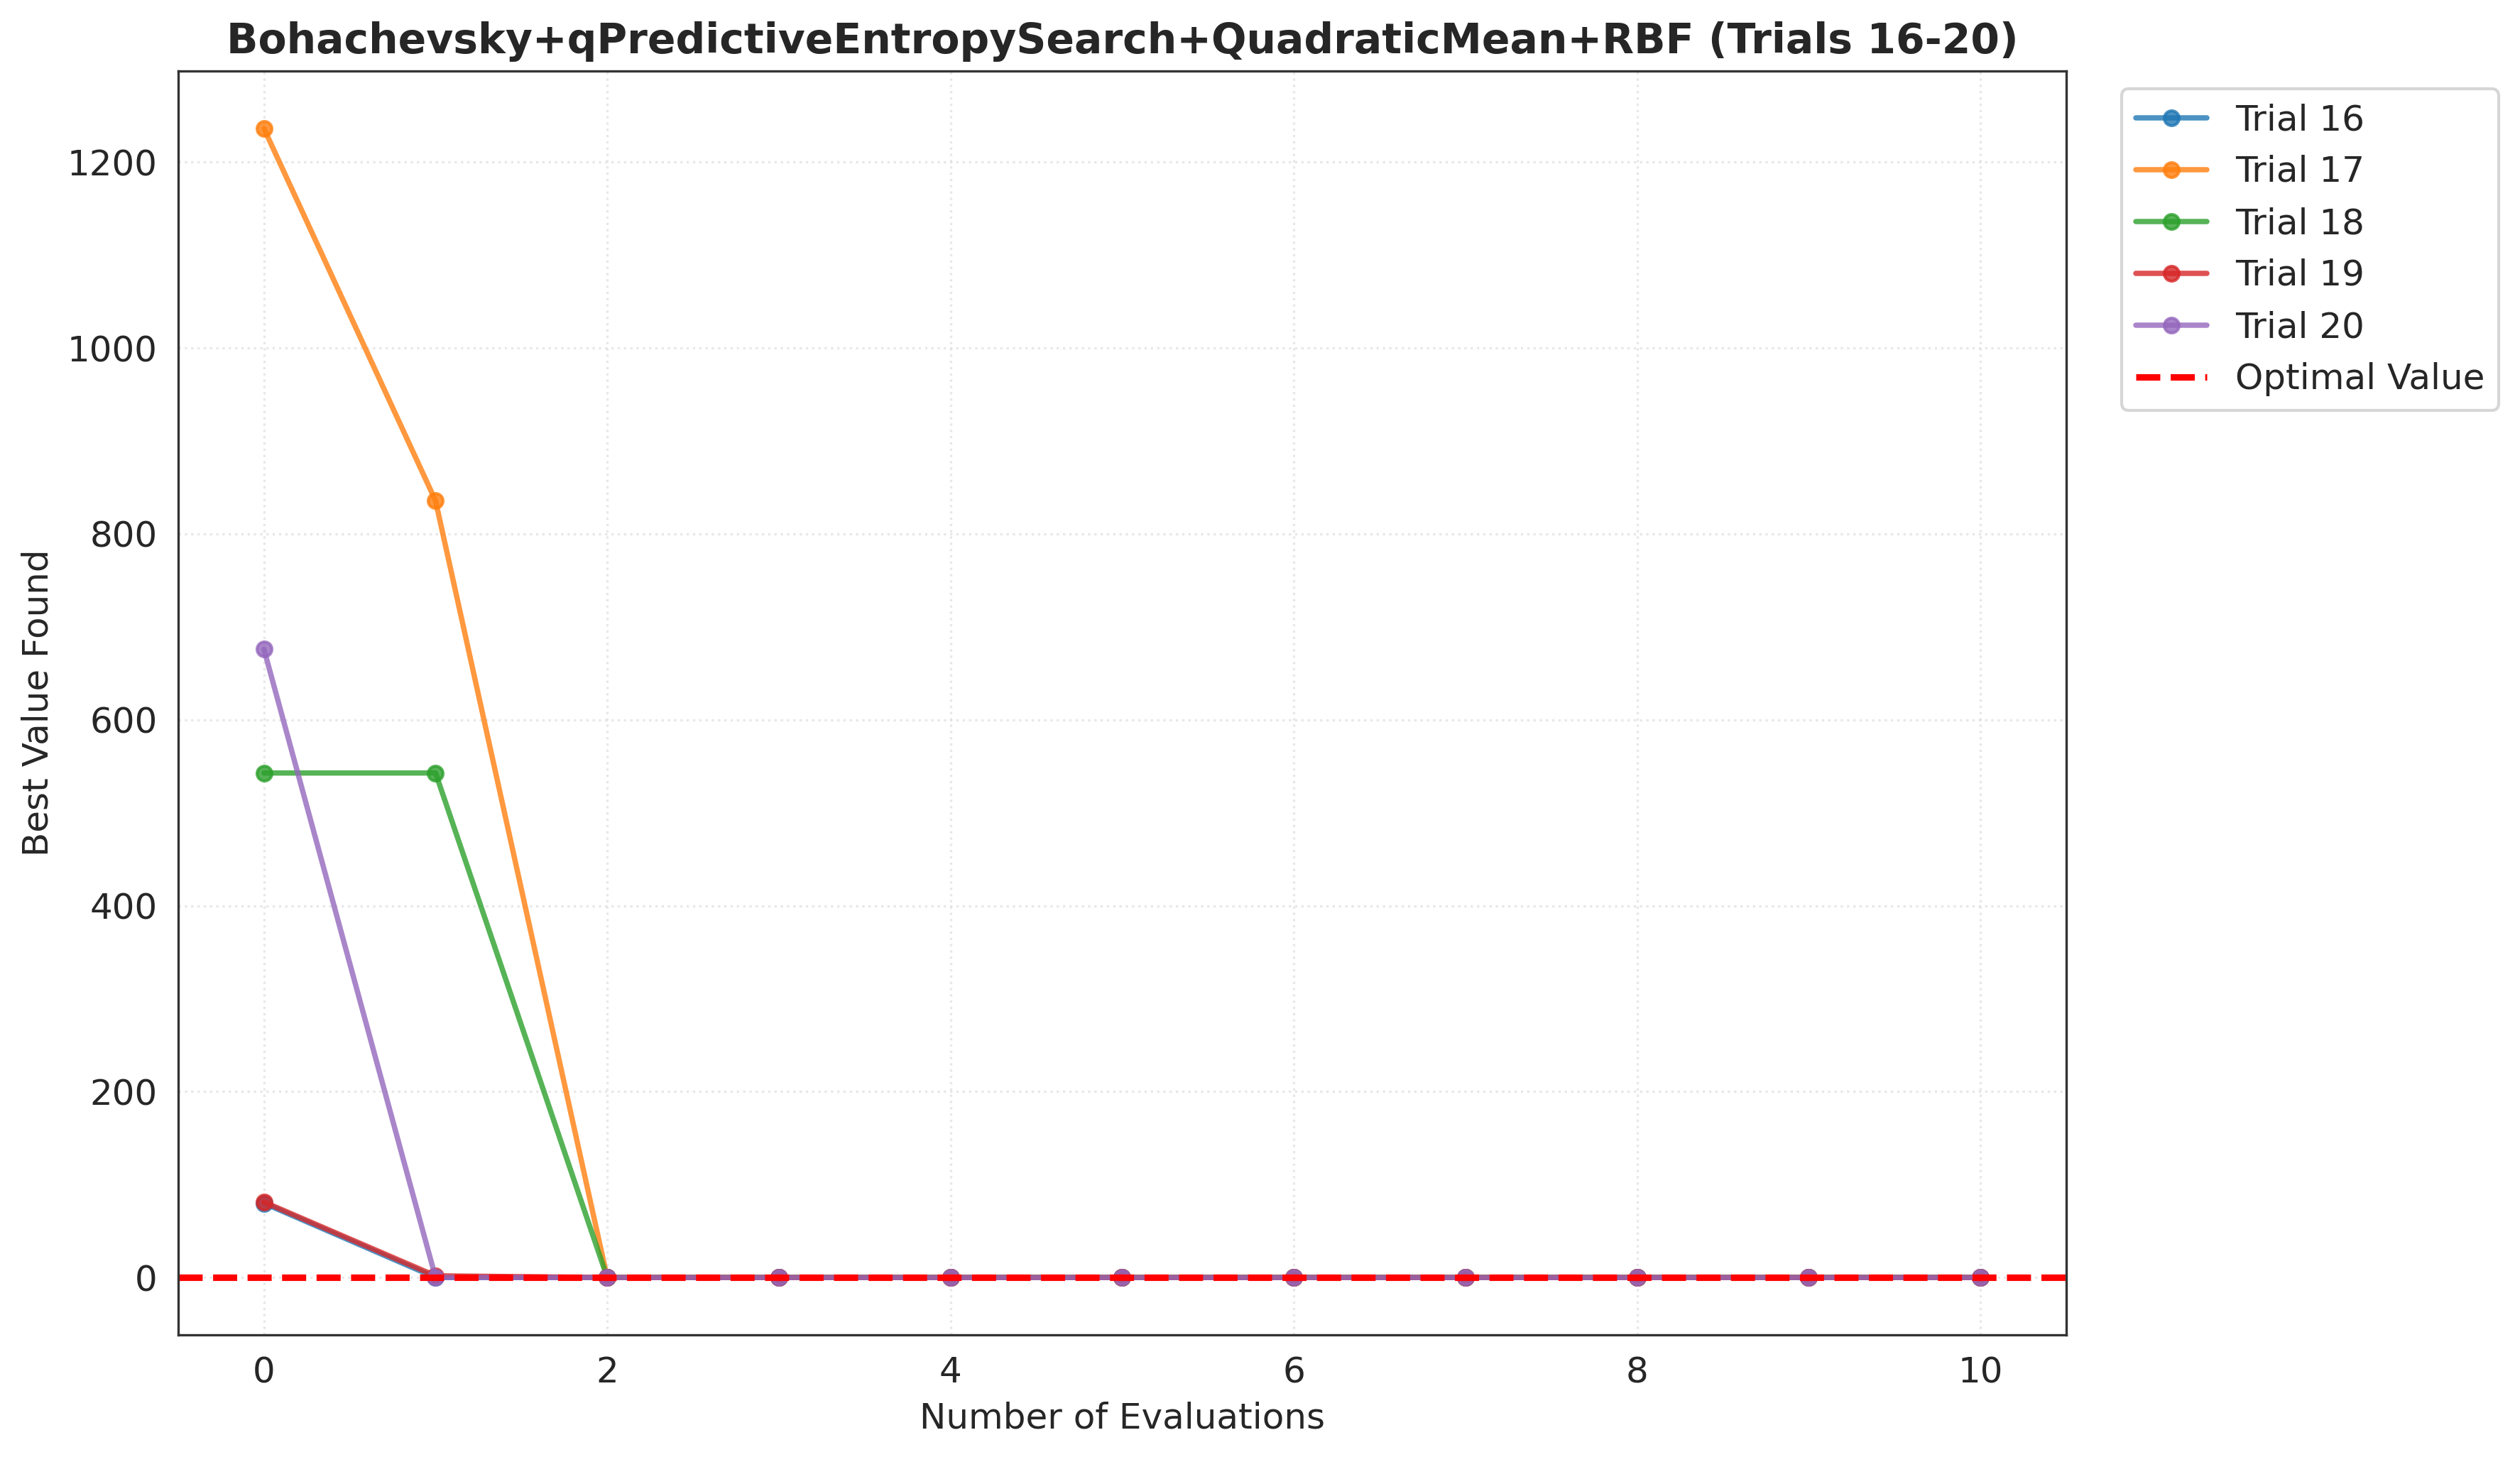 Bohachevsky+qPredictiveEntropySearch+QuadraticMean+RBF (Trials 16-20)
Best Value Found
1200
1000
800
600
400
200
0
0 2 4 6 8 10
Number of Evaluations
Trial 16
Trial 17
Trial 18
Trial 19
Trial 20
Optimal Value